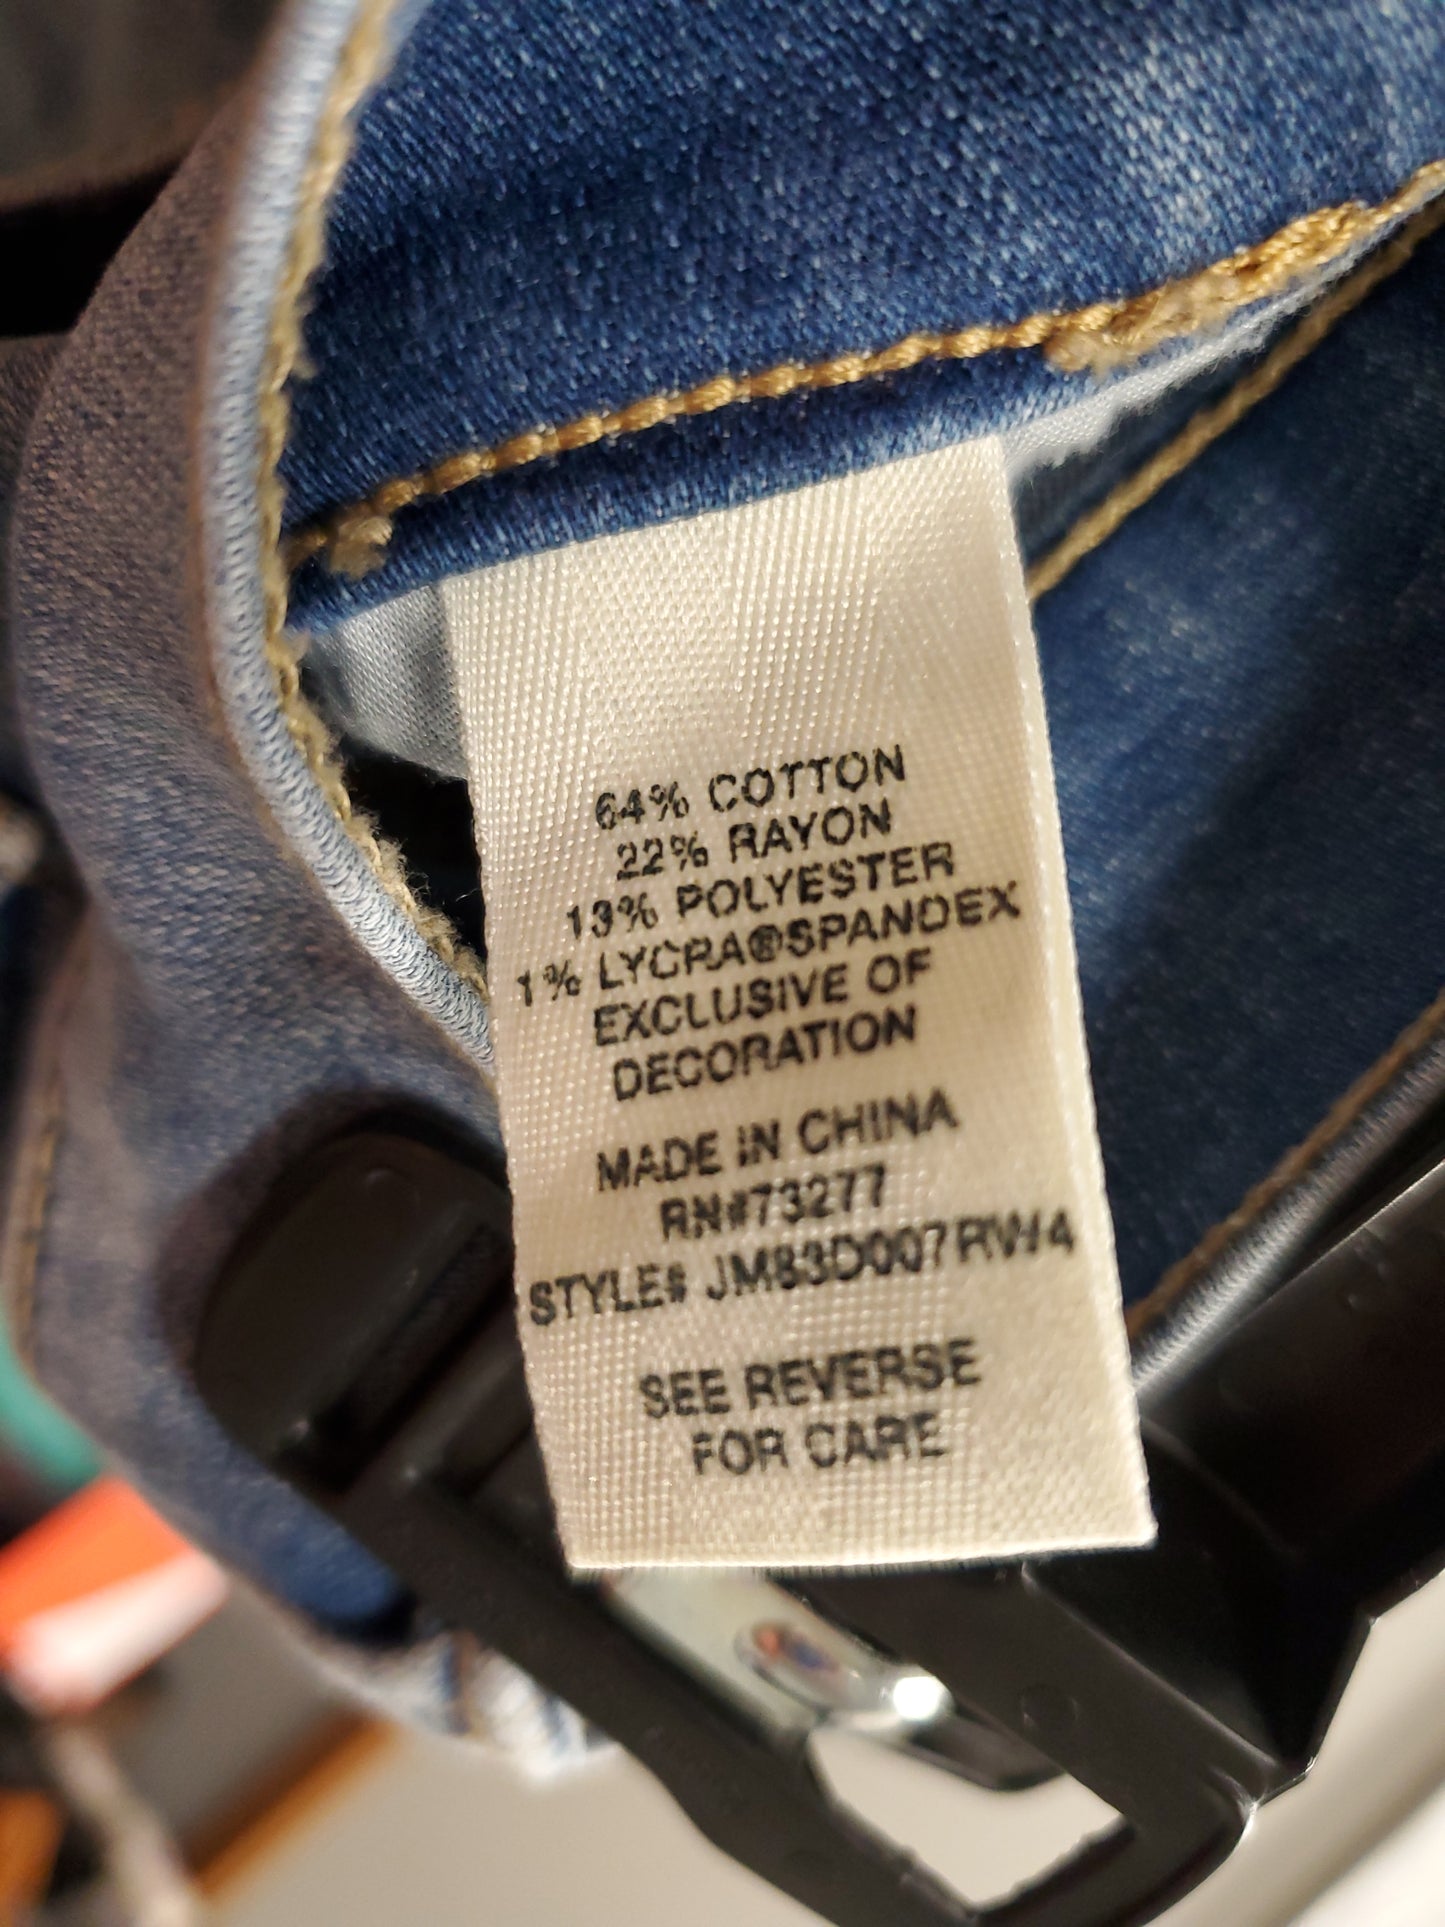 64% COTTON
22% RAYON
13% POLYESTER
1% LYCRA®SPANDEX
EXCLUSIVE OF
DECORATION
MADE IN CHINA
RN#73277
STYLE# JM83D007RW4
SEE REVERSE
FOR CARE